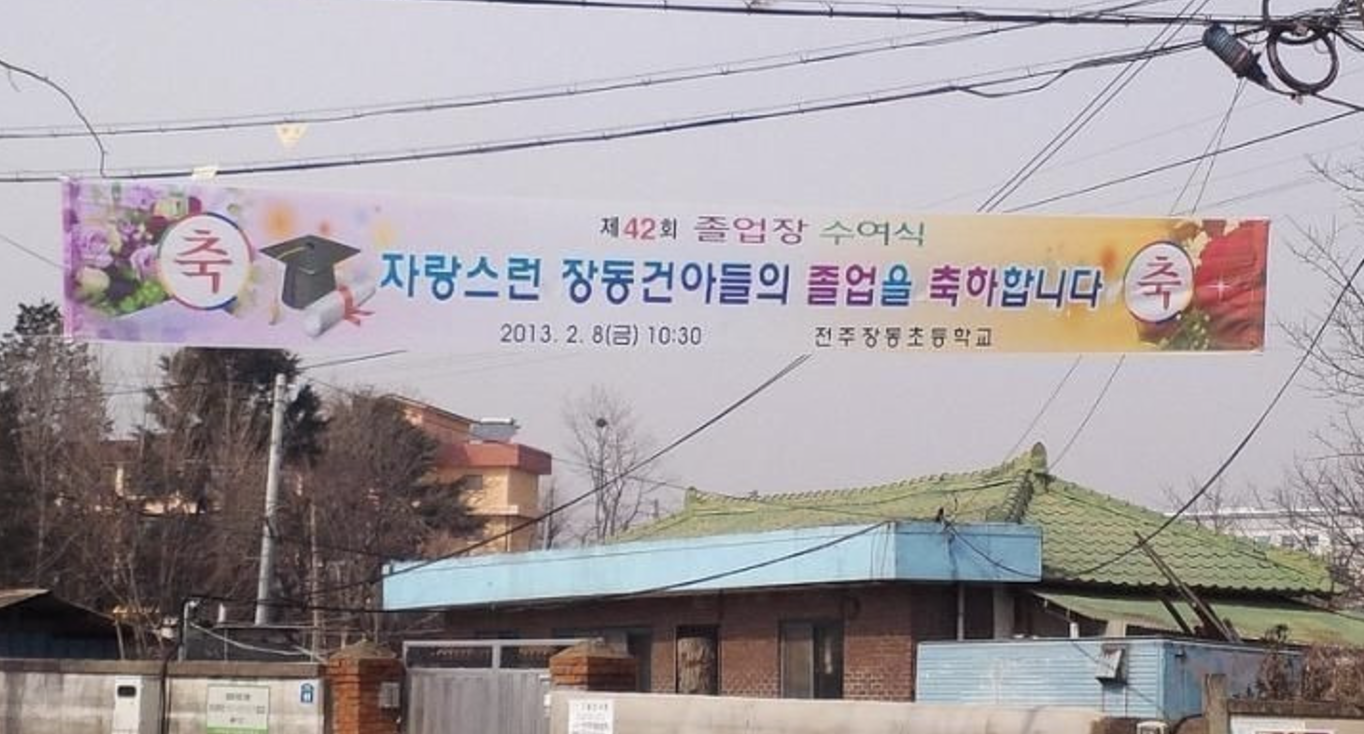 축
제42회 졸업장 수여식
자랑스런 장동건아들의 졸업을 축하합니다
2013. 2. 8(금) 10:30 전주장동초등학교
축